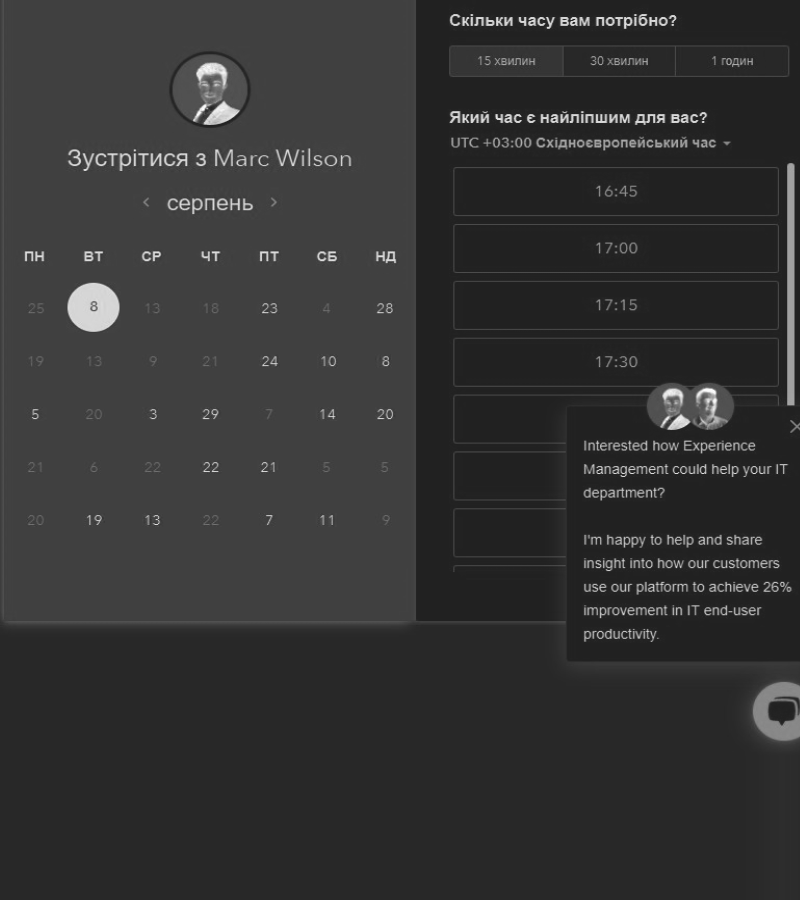 Зустрітися з Marc Wilson
серпень
ПН ВТ СР ЧТ ПТ СБ НД
25 8 13 18 23 4 28
19 13 9 21 24 10 8
5 20 3 29 7 14 20
21 6 22 22 21 5 5
20 19 13 22 7 11 9
Скільки часу вам потрібно?
15 хвилин 30 хвилин 1 годин
Який час є найліпшим для вас?
UTC +03:00 Східноєвропейський час
16:45
17:00
17:15
17:30
Interested how Experience
Management could help your IT
department?
I'm happy to help and share
insight into how our customers
use our platform to achieve 26%
improvement in IT end-user
productivity.